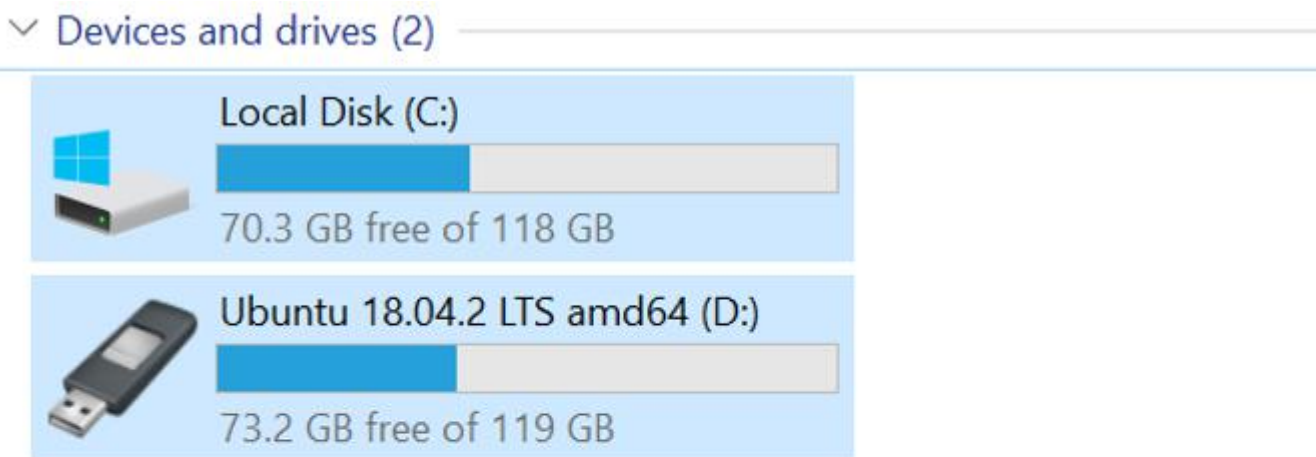 Devices and drives (2)
Local Disk (C:)
70.3 GB free of 118 GB
Ubuntu 18.04.2 LTS amd64 (D:)
73.2 GB free of 119 GB